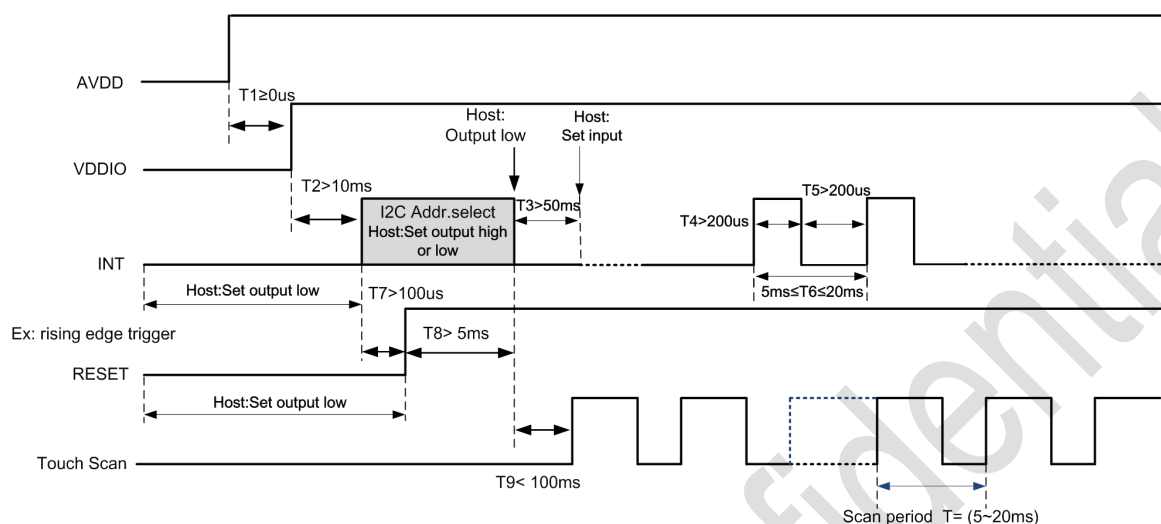 AVDD
T1≥0us
Host:
Output low
Host:
Set input
VDDIO
T2>10ms
I2C Addr.select
Host:Set output high
or low
T3>50ms
T5>200us
T4>200us
INT
Host:Set output low
T7>100us
5ms≤T6≤20ms
Ex: rising edge trigger
T8> 5ms
RESET
Host:Set output low
Touch Scan
T9< 100ms
Scan period T= (5~20ms)
fidential